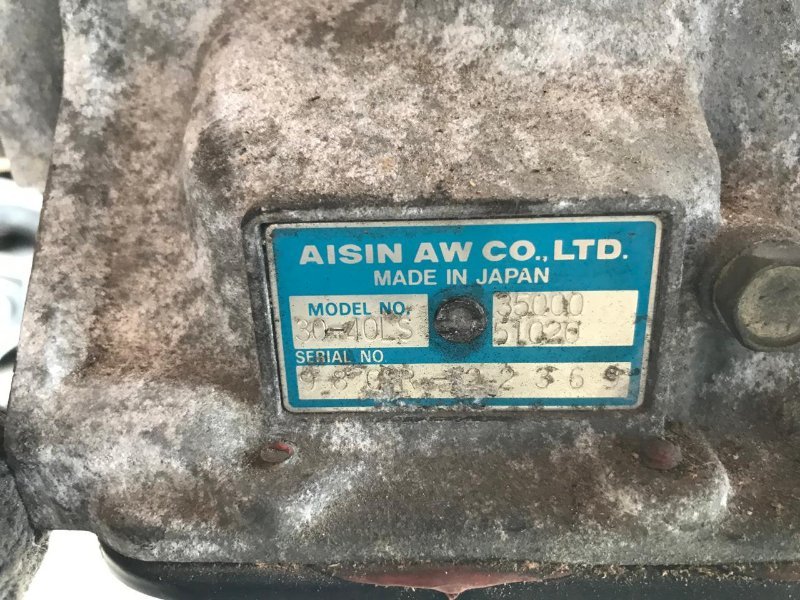 AISIN AW CO., LTD.
MADE IN JAPAN
MODEL NO. 35000
30-40LS 51026
SERIAL NO